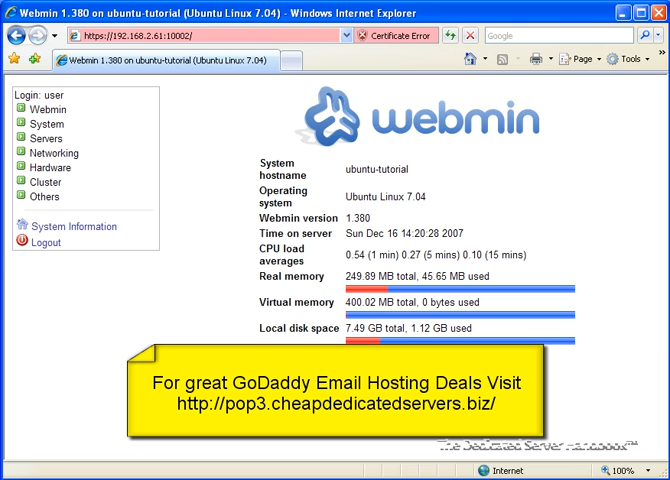 Webmin 1.380 on ubuntu-tutorial (Ubuntu Linux 7.04) - Windows Internet Explorer
https://192.168.2.61:10002/
Certificate Error
Google
Webmin 1.380 on ubuntu-tutorial (Ubuntu Linux 7.04)
Page
Tools
Login: user
Webmin
System
Servers
Networking
Hardware
Cluster
Others
System Information
Logout
webmin
System hostname ubuntu-tutorial
Operating system Ubuntu Linux 7.04
Webmin version 1.380
Time on server Sun Dec 16 14:20:28 2007
CPU load averages 0.54 (1 min) 0.27 (5 mins) 0.10 (15 mins)
Real memory 249.89 MB total, 45.65 MB used
Virtual memory 400.02 MB total, 0 bytes used
Local disk space 7.49 GB total, 1.12 GB used
For great GoDaddy Email Hosting Deals Visit
http://pop3.cheapdedicatedservers.biz/
The Dedicated Server Handbook™
Internet
100%